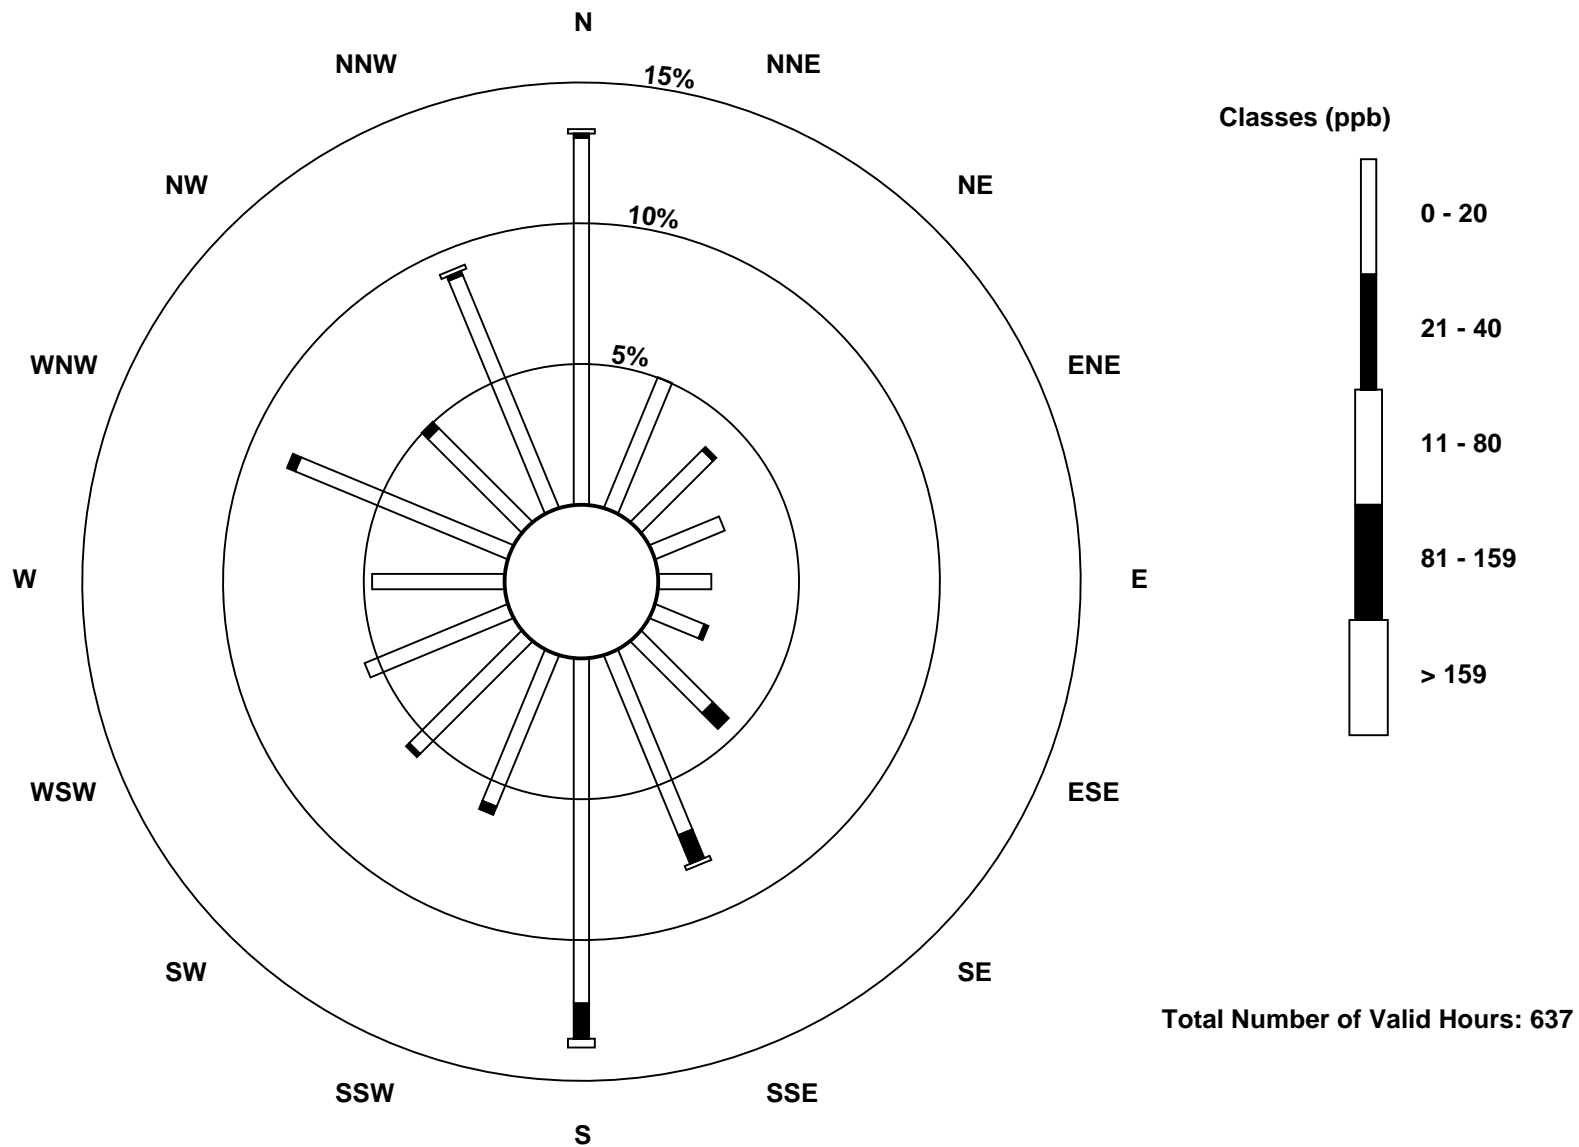 N
NNW
NNE
15%
Classes (ppb)
NW
NE
0 - 20
10%
21 - 40
5%
WNW
ENE
11 - 80
W
E
81 - 159
> 159
WSW
ESE
SW
SE
Total Number of Valid Hours: 637
SSW
SSE
S